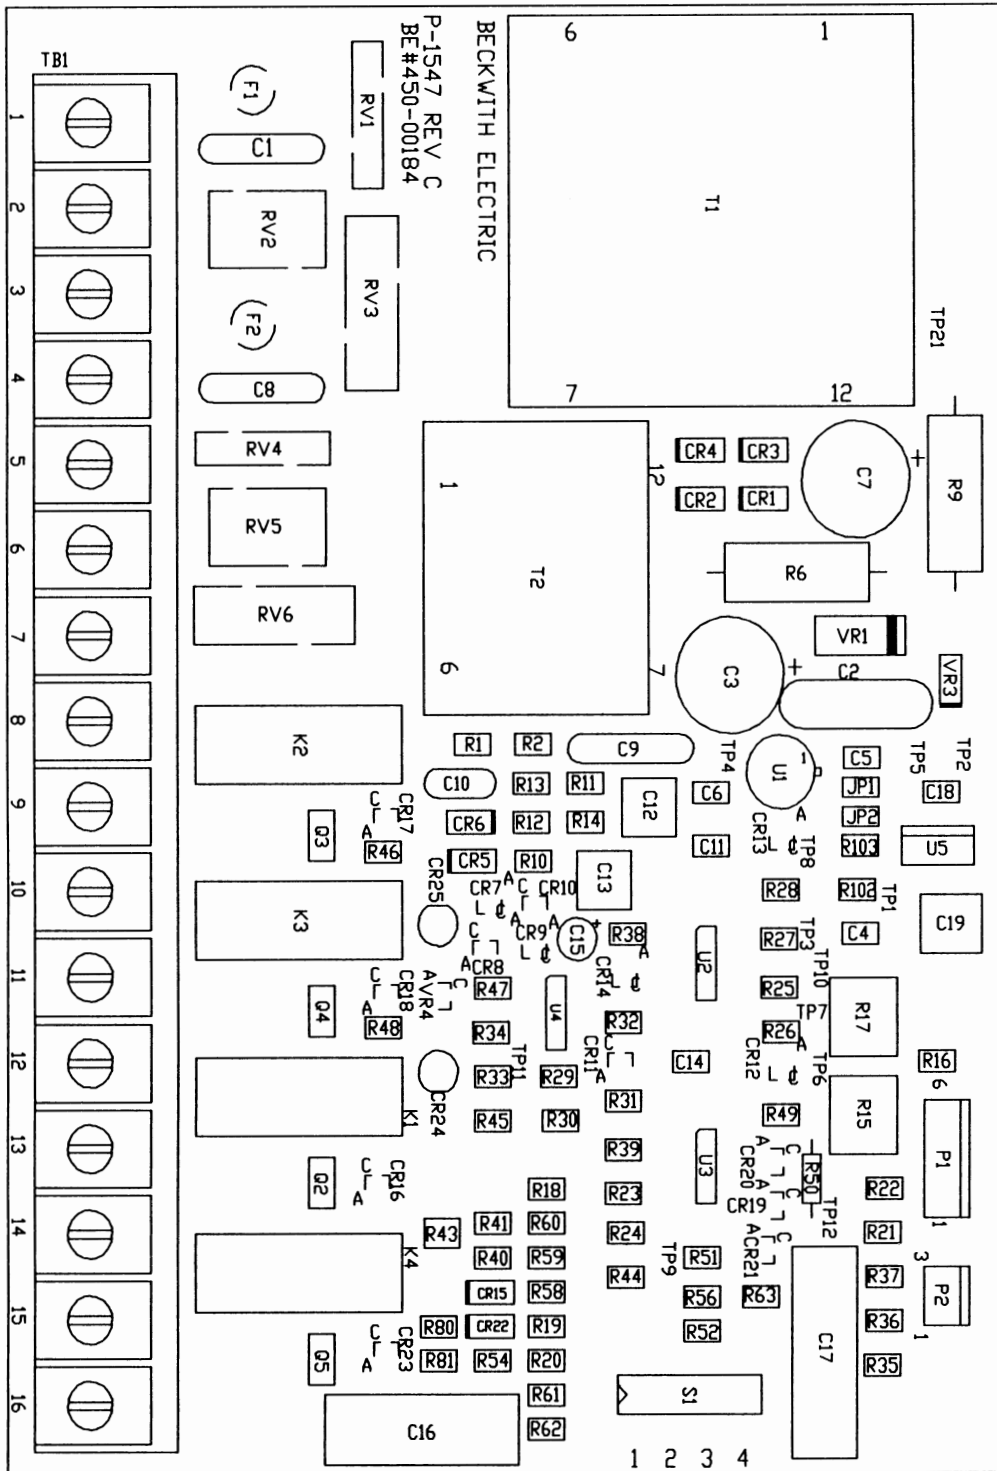 TB1
1
2
3
4
5
6
7
8
9
10
11
12
13
14
15
16
P-1547 REV C
BE#450-00184
BECKWITH ELECTRIC
F1
C1
RV1
RV2
RV3
F2
C8
RV4
RV5
RV6
6
1
T1
7
12
TP21
1
12
T2
6
7
CR4
CR3
CR2
CR1
C7
+
R9
R6
VR1
C3
+
C2
VR3
K2
R1
R2
C9
TP4
U1
1
C5
TP5
TP2
C10
R13
R11
C12
C6
JP1
C18
Q3
C
CR17
A
R46
CR6
R12
R14
C11
CR13
A
C
TP8
JP2
R103
U5
CR5
R10
C13
R28
R102
TP1
C19
K3
CR25
CR7
A
C
C
CR10
A
A
CR9
C
C15
+
R38
A
U2
R27
TP3
C4
C
A
CR8
CR14
C
R25
TP10
Q4
C
CR18
A
R48
A
VR4
C
R47
U4
R32
R26
TP7
R17
R34
TP11
CR11
C
A
C14
CR12
A
C
TP6
R16
K1
CR24
R33
R29
R31
R49
R15
6
P1
1
R45
R30
R39
U3
A
C
CR20
R50
Q2
C
CR16
A
R18
R23
A
C
CR19
TP12
R22
R43
R41
R60
R24
A
C
CR21
R21
K4
R40
R59
R44
TP9
R51
R37
3
P2
1
CR15
R58
R56
R63
R36
Q5
C
CR23
A
R80
CR22
R19
R52
C17
R81
R54
R20
R35
R61
S1
C16
R62
1 2 3 4